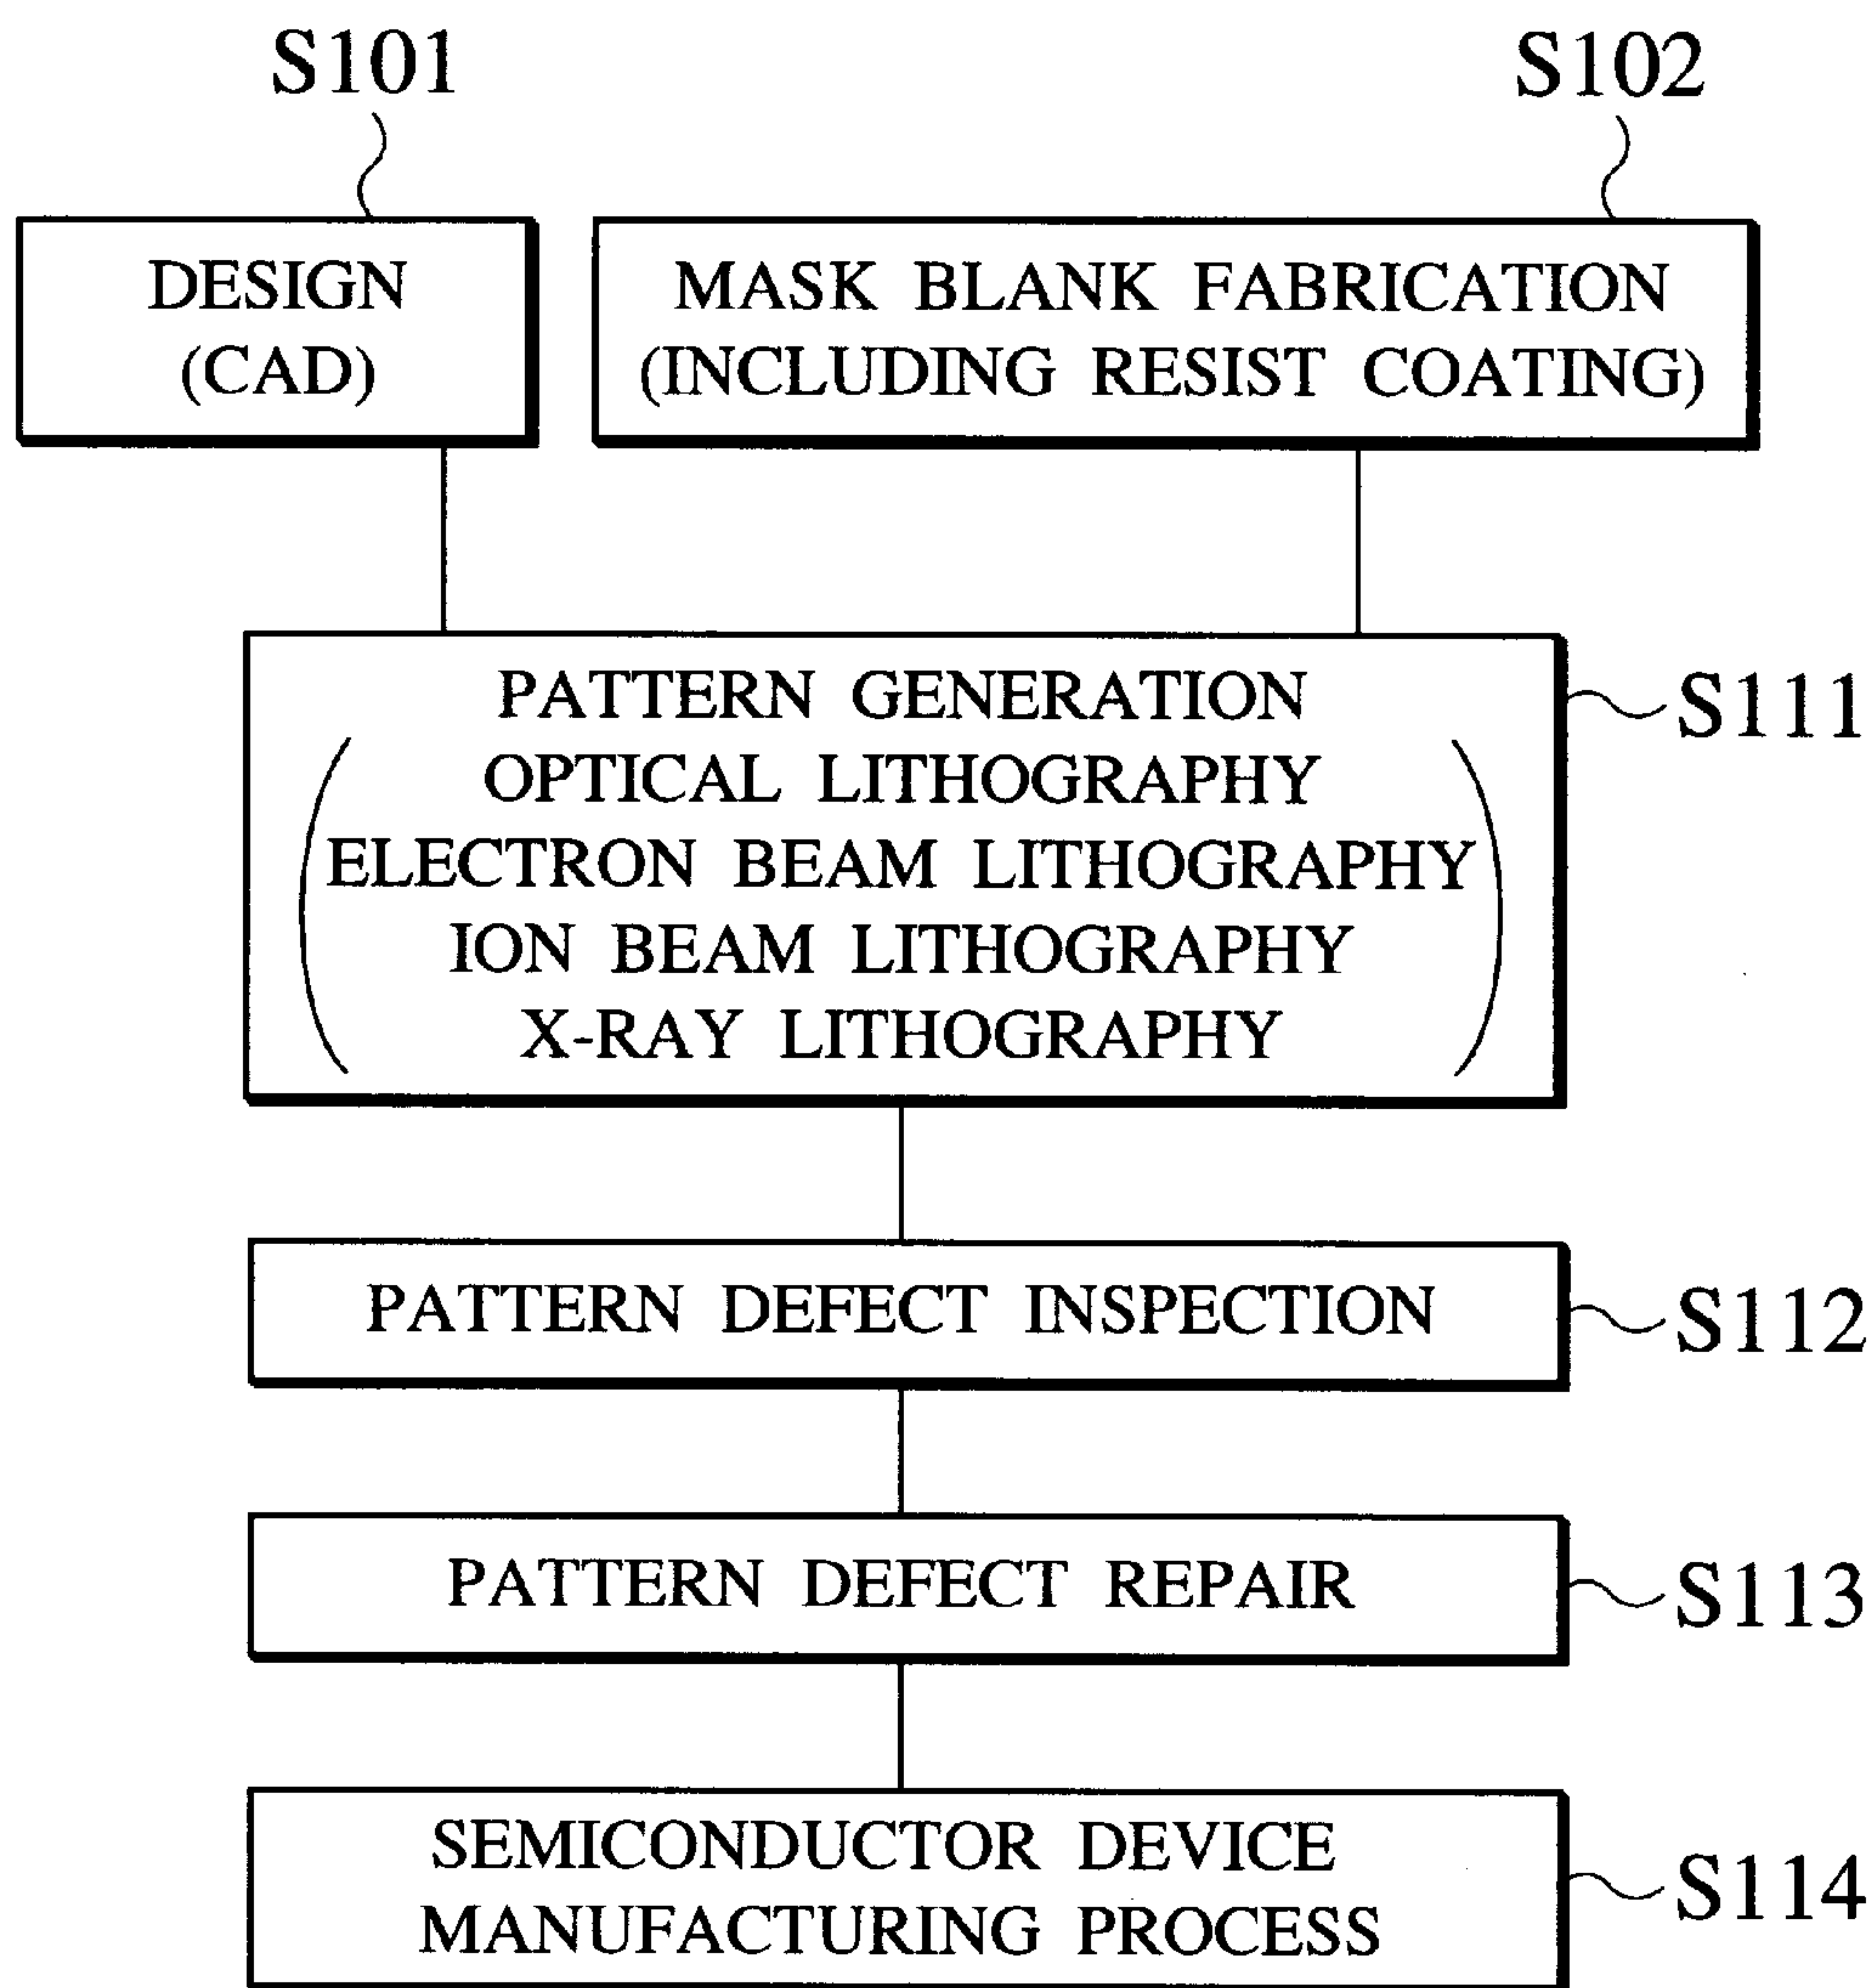 S101
S102
DESIGN
(CAD)
MASK BLANK FABRICATION
(INCLUDING RESIST COATING)
PATTERN GENERATION
OPTICAL LITHOGRAPHY
ELECTRON BEAM LITHOGRAPHY
ION BEAM LITHOGRAPHY
X-RAY LITHOGRAPHY
S111
PATTERN DEFECT INSPECTION
S112
PATTERN DEFECT REPAIR
S113
SEMICONDUCTOR DEVICE
MANUFACTURING PROCESS
S114